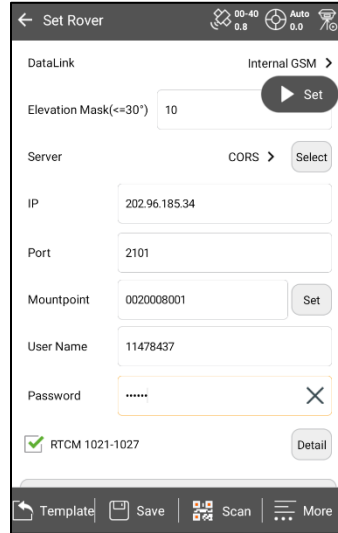 ← Set Rover 00-40 0.8 Auto 0.0
DataLink Internal GSM >
Set
Elevation Mask(<=30°) 10
Server CORS > Select
IP 202.96.185.34
Port 2101
Mountpoint 0020008001 Set
User Name 11478437
Password ••••••
RTCM 1021-1027 Detail
Template Save Scan More